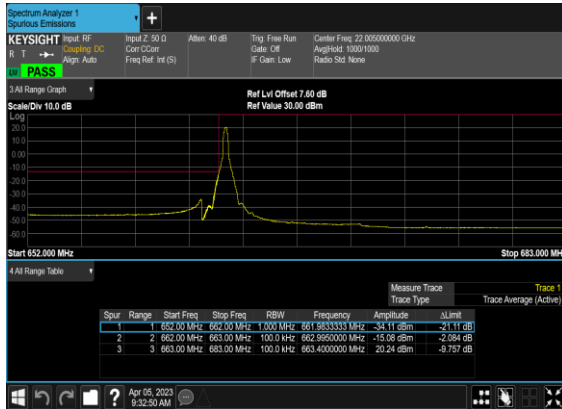 Spectrum Analyzer 1
Spurious Emissions
KEYSIGHT Input: RF Input Z: 50 Ω Atten: 40 dB Trig: Free Run Center Freq: 22.005000000 GHz
R T Coupling: DC Corr CCorr Gate: Off Avg|Hold: 1000/1000
Align: Auto Freq Ref: Int (S) IF Gain: Low Radio Std: None
PASS
3 All Range Graph
Ref Lvl Offset 7.60 dB
Scale/Div 10.0 dB Ref Value 30.00 dBm
Log
20.0
10.0
0.00
-10.0
-20.0
-30.0
-40.0
-50.0
-60.0
Start 652.000 MHz Stop 683.000 MH
4 All Range Table
Measure Trace Trace 1
Trace Type Trace Average (Active)
Spur Range Start Freq Stop Freq RBW Frequency Amplitude ΔLimit
1 1 652.00 MHz 662.00 MHz 1.000 MHz 661.9833333 MHz -34.11 dBm -21.11 dB
2 2 662.00 MHz 663.00 MHz 100.0 kHz 662.9950000 MHz -15.08 dBm -2.084 dB
3 3 663.00 MHz 683.00 MHz 100.0 kHz 663.4000000 MHz 20.24 dBm -9.757 dB
Apr 05, 2023
9:32:50 AM